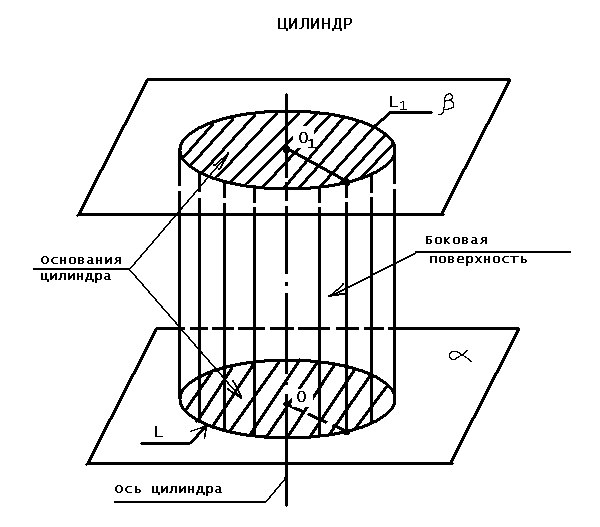 ЦИЛИНДР
L1 β
O1
Боковая
поверхность
Основания
цилиндра
α
O
L
Ось цилиндра